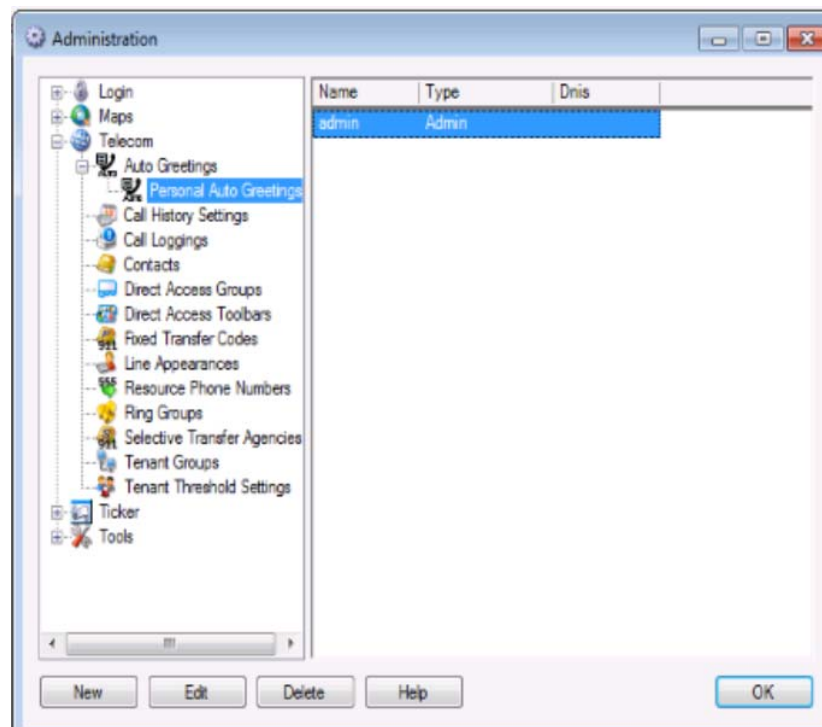 Administration
Login
Maps
Telecom
Auto Greetings
Personal Auto Greetings
Call History Settings
Call Loggings
Contacts
Direct Access Groups
Direct Access Toolbars
Fixed Transfer Codes
Line Appearances
Resource Phone Numbers
Ring Groups
Selective Transfer Agencies
Tenant Groups
Tenant Threshold Settings
Ticker
Tools
Name Type Dnis
admin Admin
New Edit Delete Help OK